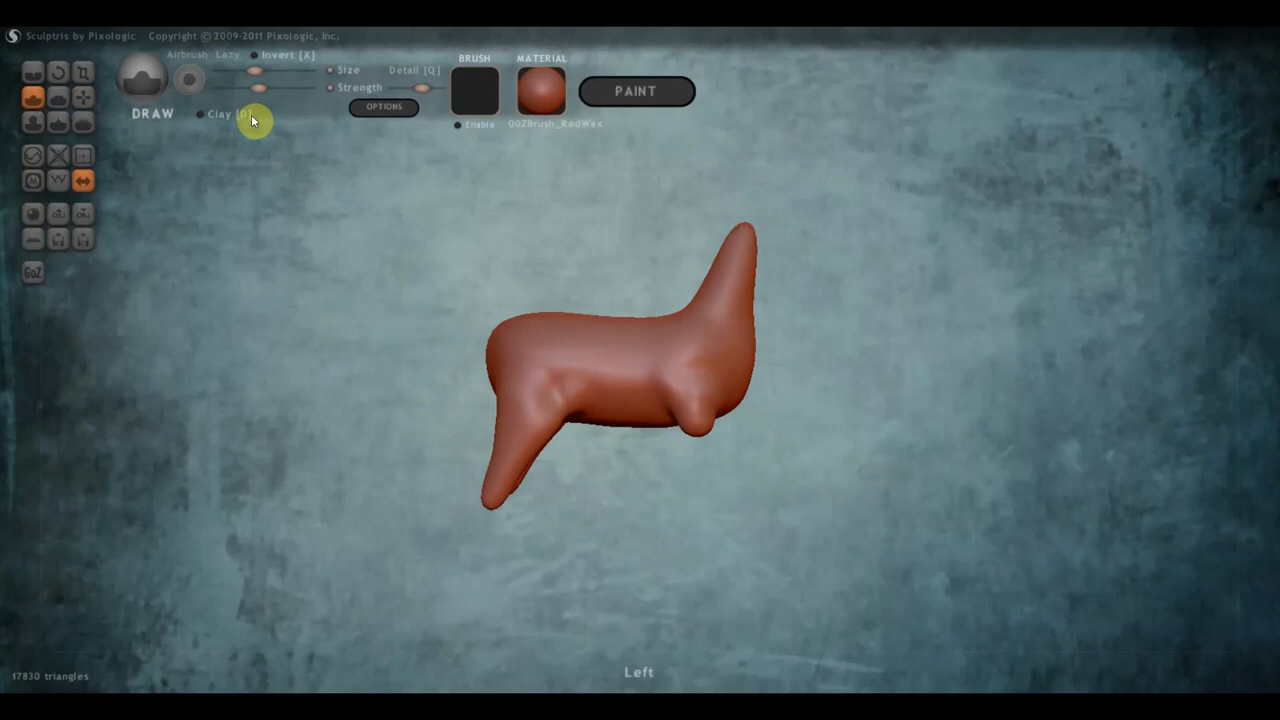 Sculptris by Pixologic Copyright ©2009-2011 Pixologic, Inc.
Airbrush Lazy Invert [X]
Size Detail [Q]
Strength
OPTIONS
DRAW Clay [D]
BRUSH
Enable
MATERIAL
00ZBrush_RedWax
PAINT
GoZ
17830 triangles
Left